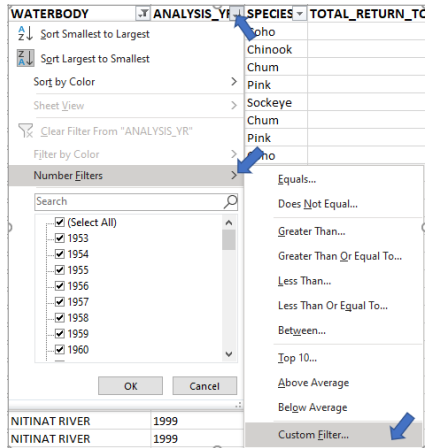 WATERBODY ANALYSIS_YR SPECIES TOTAL_RETURN_TO
Sort Smallest to Largest
Sort Largest to Smallest
Sort by Color
Sheet View
Clear Filter From "ANALYSIS_YR"
Filter by Color
Number Filters
Search
(Select All)
1953
1954
1955
1956
1957
1958
1959
1960
OK Cancel
Chinook
Chum
Pink
Sockeye
Chum
Pink
Equals...
Does Not Equal...
Greater Than...
Greater Than Or Equal To...
Less Than...
Less Than Or Equal To...
Between...
Top 10...
Above Average
Below Average
Custom Filter...
NITINAT RIVER 1999
NITINAT RIVER 1999